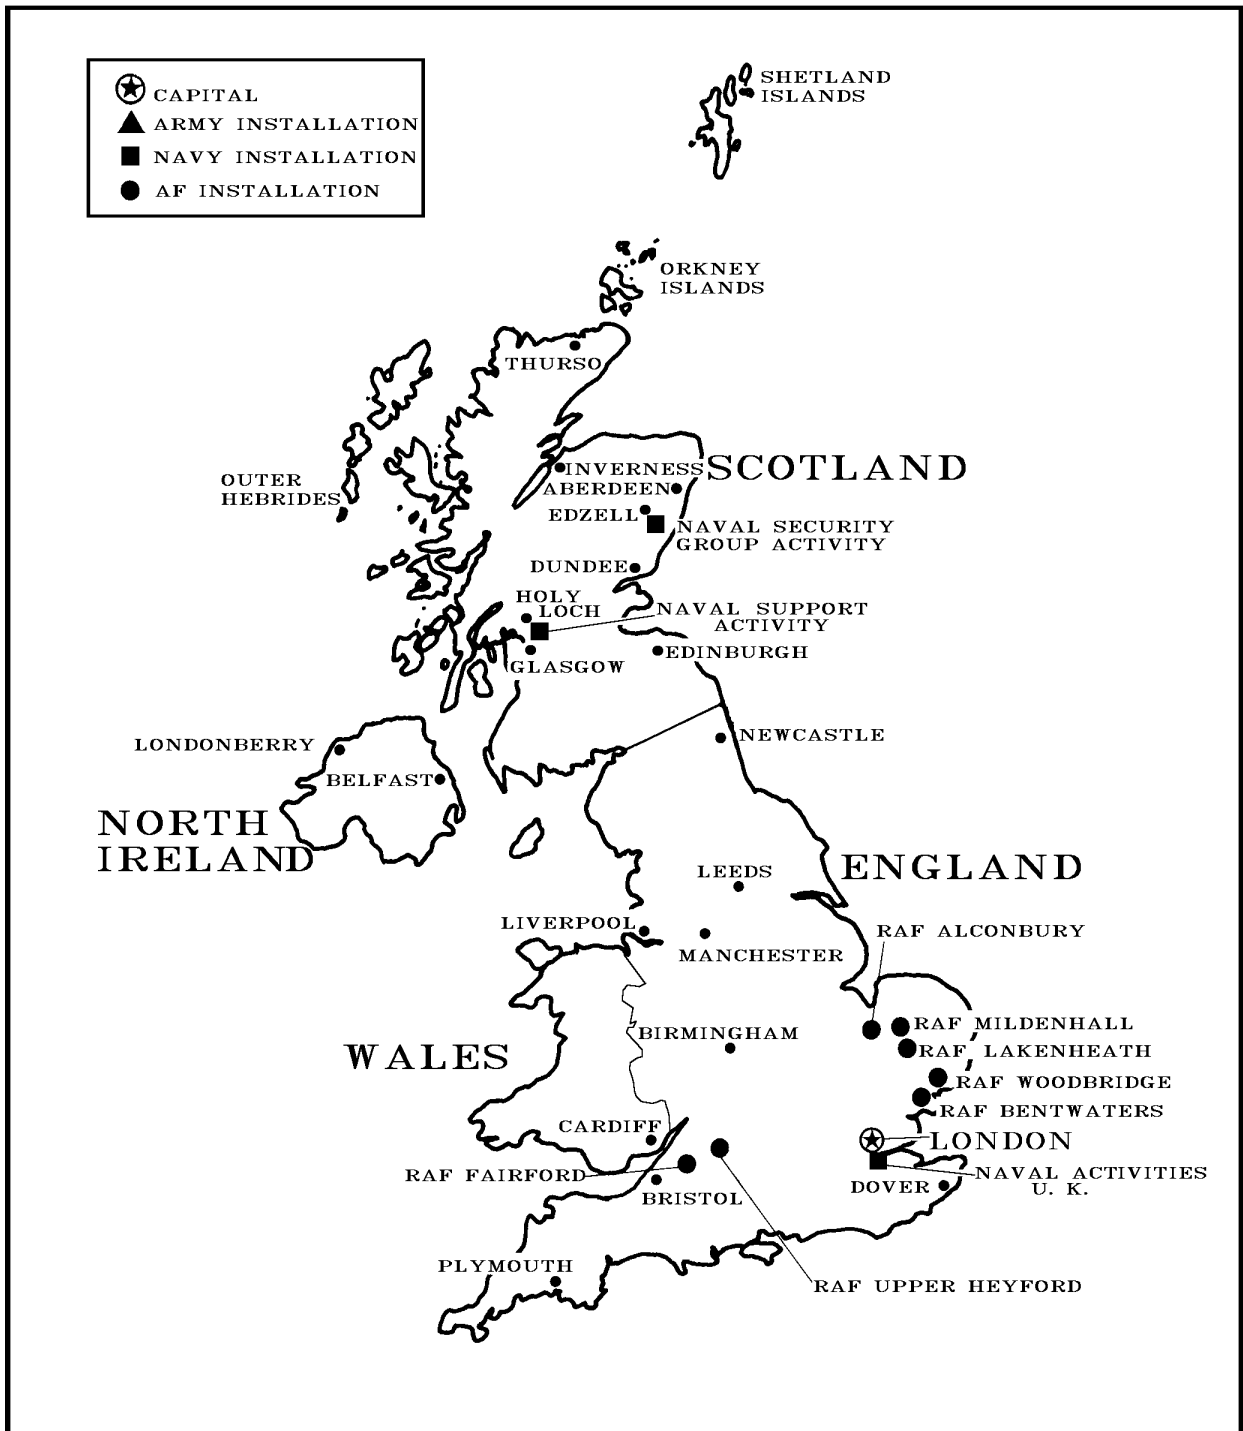 CAPITAL
ARMY INSTALLATION
NAVY INSTALLATION
AF INSTALLATION
SHETLAND
ISLANDS
ORKNEY
ISLANDS
THURSO
OUTER
HEBRIDES
INVERNESS
SCOTLAND
ABERDEEN
EDZELL
NAVAL SECURITY
GROUP ACTIVITY
DUNDEE
HOLY
LOCH
NAVAL SUPPORT
ACTIVITY
EDINBURGH
GLASGOW
LONDONBERRY
NEWCASTLE
BELFAST
NORTH
IRELAND
ENGLAND
LEEDS
LIVERPOOL
RAF ALCONBURY
MANCHESTER
RAF MILDENHALL
BIRMINGHAM
RAF LAKENHEATH
WALES
RAF WOODBRIDGE
RAF BENTWATERS
CARDIFF
LONDON
RAF FAIRFORD
NAVAL ACTIVITIES
U. K.
DOVER
BRISTOL
PLYMOUTH
RAF UPPER HEYFORD